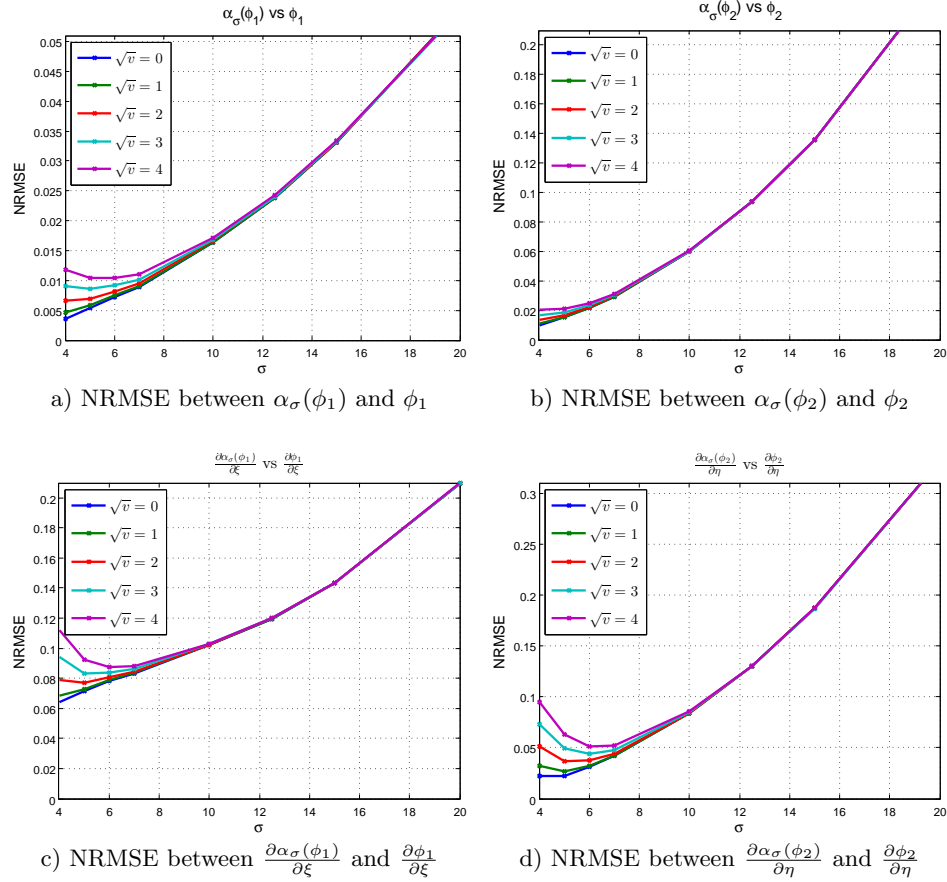 α_σ(ϕ_1) vs ϕ_1
NRMSE
0.05
0.045
0.04
0.035
0.03
0.025
0.02
0.015
0.01
0.005
0
√v = 0
√v = 1
√v = 2
√v = 3
√v = 4
4 6 8 10 12 14 16 18 20
σ
a) NRMSE between α_σ(ϕ_1) and ϕ_1
α_σ(ϕ_2) vs ϕ_2
NRMSE
0.2
0.18
0.16
0.14
0.12
0.1
0.08
0.06
0.04
0.02
0
√v = 0
√v = 1
√v = 2
√v = 3
√v = 4
4 6 8 10 12 14 16 18 20
σ
b) NRMSE between α_σ(ϕ_2) and ϕ_2
∂α_σ(ϕ_1)/∂ξ vs ∂ϕ_1/∂ξ
NRMSE
0.2
0.18
0.16
0.14
0.12
0.1
0.08
0.06
0.04
0.02
0
√v = 0
√v = 1
√v = 2
√v = 3
√v = 4
4 6 8 10 12 14 16 18 20
σ
c) NRMSE between ∂α_σ(ϕ_1)/∂ξ and ∂ϕ_1/∂ξ
∂α_σ(ϕ_2)/∂η vs ∂ϕ_2/∂η
NRMSE
0.3
0.25
0.2
0.15
0.1
0.05
0
√v = 0
√v = 1
√v = 2
√v = 3
√v = 4
4 6 8 10 12 14 16 18 20
σ
d) NRMSE between ∂α_σ(ϕ_2)/∂η and ∂ϕ_2/∂η